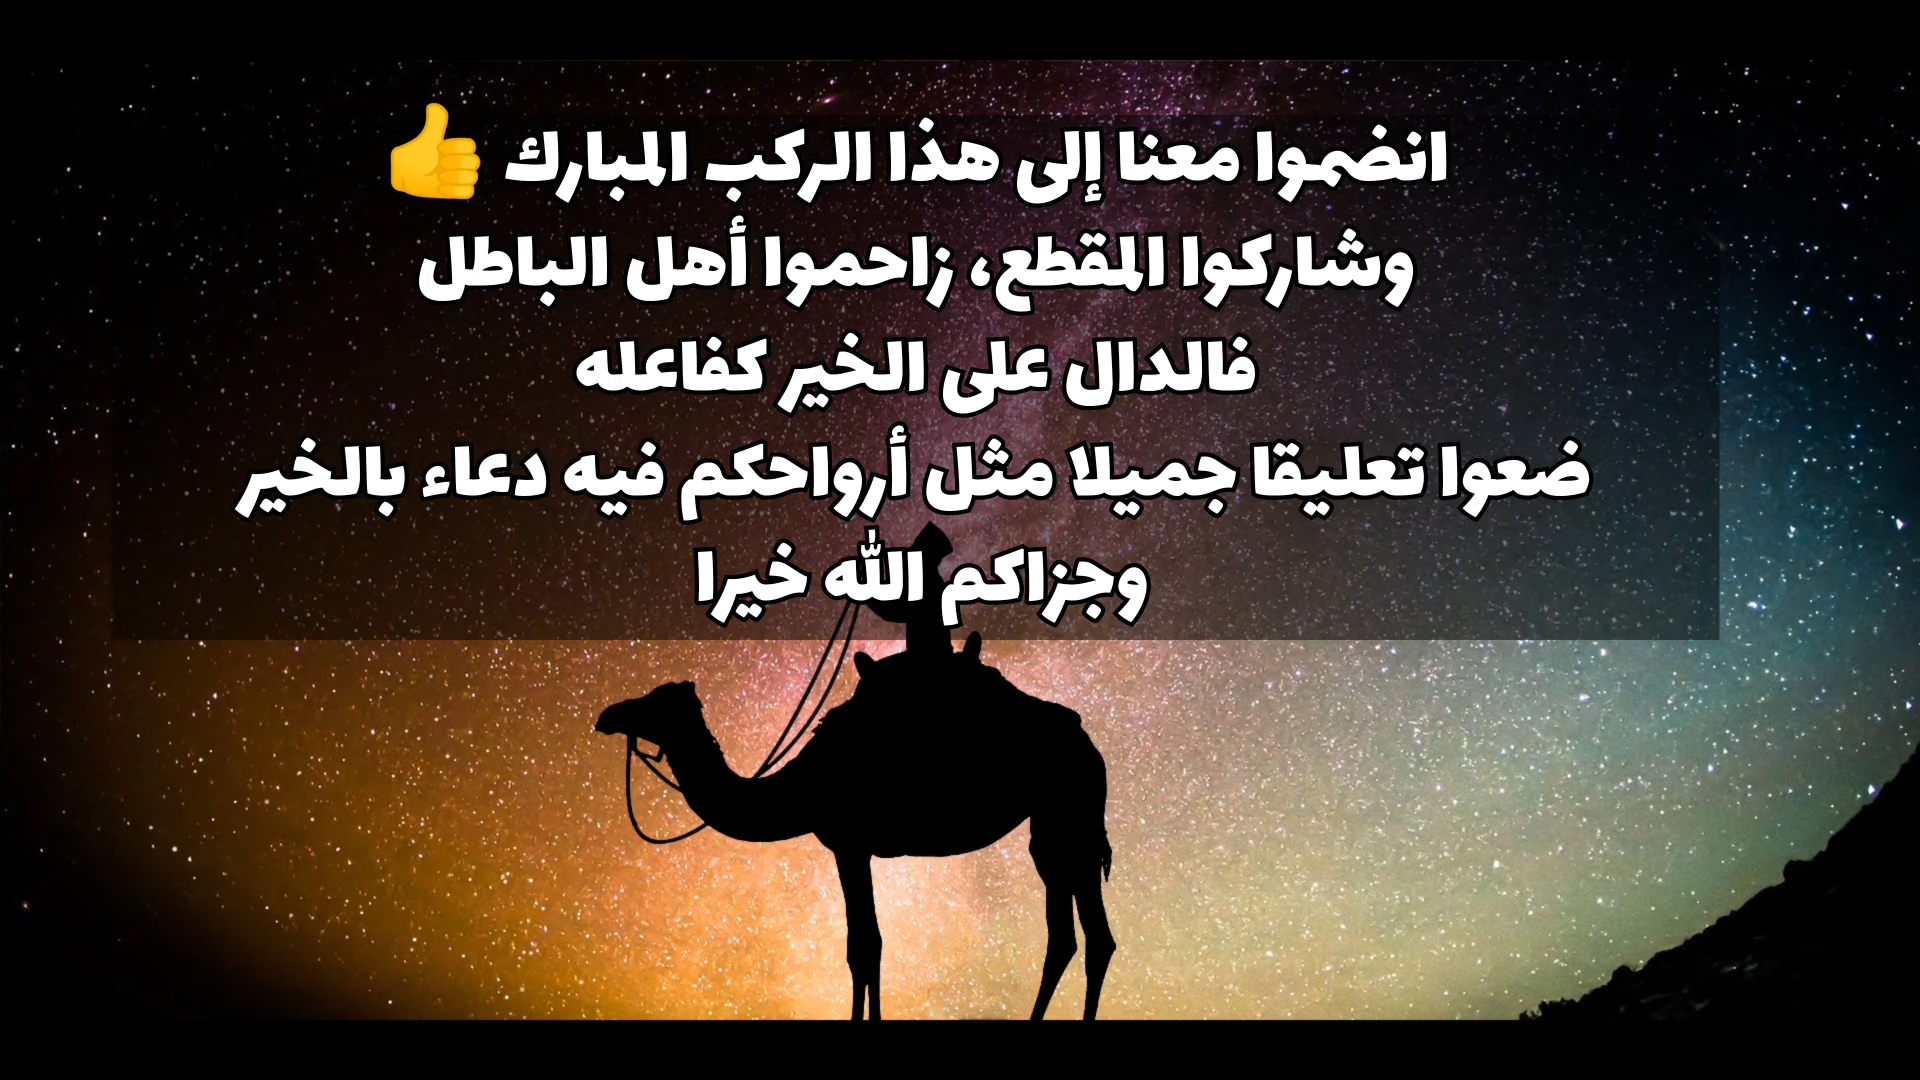 انضموا معنا إلى هذا الركب المبارك 👍
وشاركوا المقطع، زاحموا أهل الباطل
فالدال على الخير كفاعله
ضعوا تعليقا جميلا مثل أرواحكم فيه دعاء بالخير
وجزاكم الله خيرا